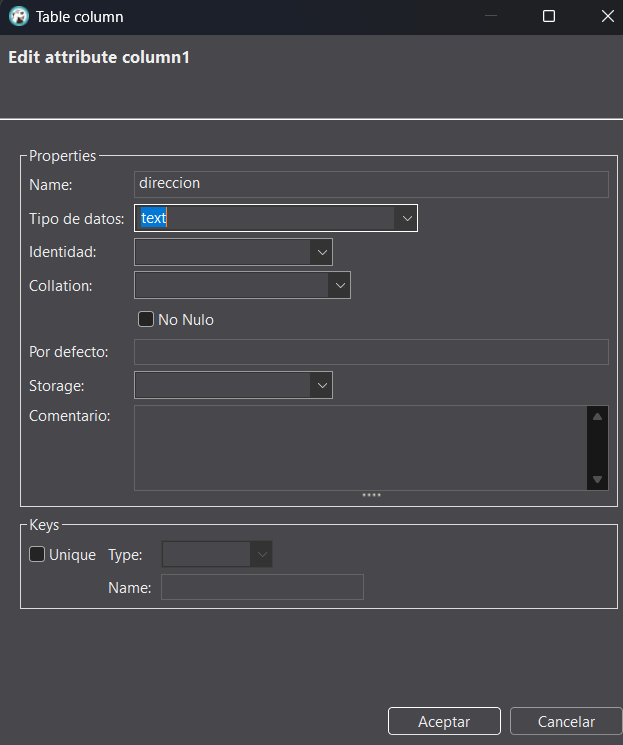 Table column
Edit attribute column1
Properties
Name: direccion
Tipo de datos: text
Identidad:
Collation:
No Nulo
Por defecto:
Storage:
Comentario:
Keys
Unique Type:
Name:
Aceptar Cancelar